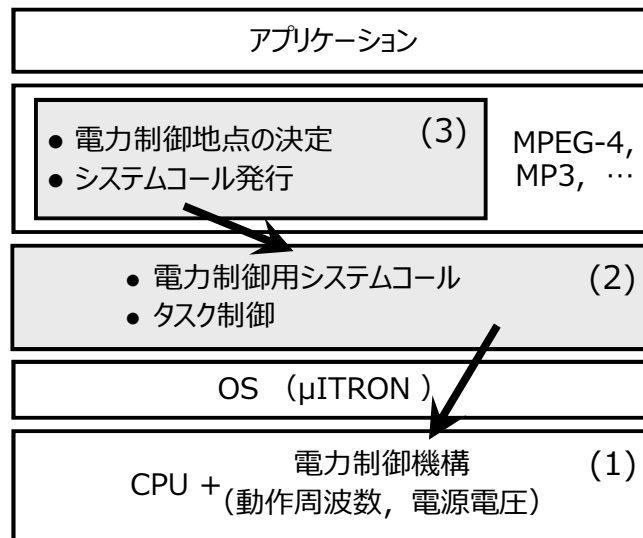 アプリケーション
● 電力制御地点の決定 (3)
● システムコール発行
MPEG-4,
MP3, …
● 電力制御用システムコール (2)
● タスク制御
OS （μITRON ）
電力制御機構 (1)
CPU +
（動作周波数，電源電圧）